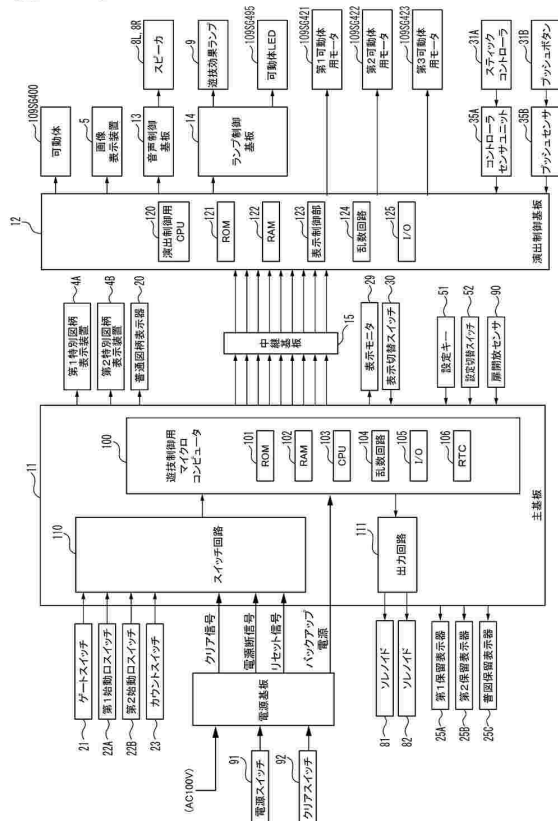 109SG400
可動体
5
画像
表示装置
8L, 8R
スピーカ
13
音声制御
基板
9
遊技効果ランプ
14
ランプ制御
基板
109SG495
可動体LED
109SG421
第1可動体
用モータ
109SG422
第2可動体
用モータ
109SG423
第3可動体
用モータ
31A
スティック
コントローラ
35A
コントローラ
センサユニット
31B
プッシュボタン
35B
プッシュセンサ
12
120
演出制御用
CPU
121
ROM
122
RAM
123
表示制御部
124
乱数回路
125
I/O
演出制御基板
4A
第1特別図柄
表示装置
4B
第2特別図柄
表示装置
20
普通図柄表示器
中継基板
15
29
表示モニタ
30
表示切替スイッチ
51
設定キー
52
設定切替スイッチ
90
扉開放センサ
11
100
遊技制御用
マイクロ
コンピュータ
101
ROM
102
RAM
103
CPU
104
乱数回路
105
I/O
106
RTC
主基板
110
スイッチ回路
111
出力回路
21
ゲートスイッチ
22A
第1始動口スイッチ
22B
第2始動口スイッチ
23
カウントスイッチ
クリア信号
電源断信号
リセット信号
バックアップ
電源
電源基板
(AC100V)
91
電源スイッチ
92
クリアスイッチ
81
ソレノイド
82
ソレノイド
25A
第1保留表示器
25B
第2保留表示器
25C
普図保留表示器